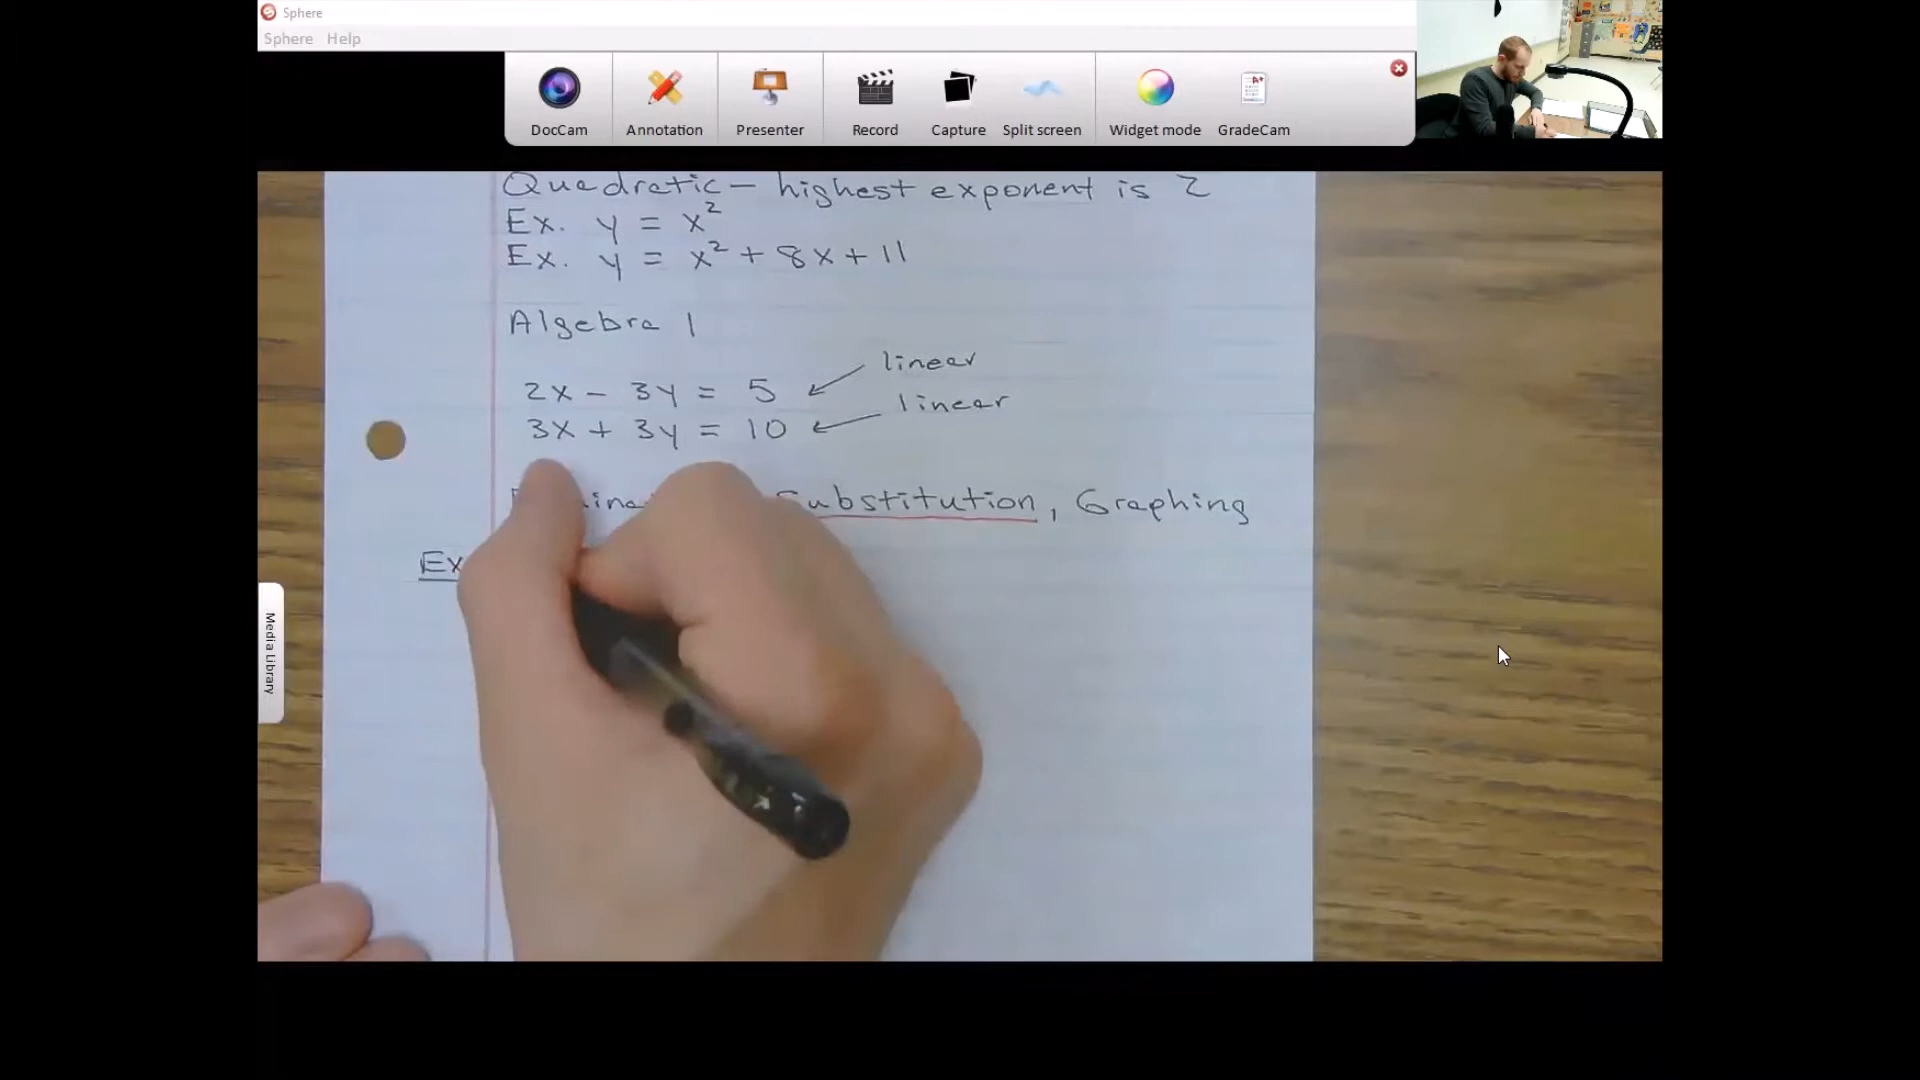 Sphere
Sphere Help
DocCam Annotation Presenter Record Capture Split screen Widget mode GradeCam
Media Library
Quadratic — highest exponent is 2
Ex. y = x²
Ex. y = x² + 8x + 11
Algebra 1
2x - 3y = 5 linear
3x + 3y = 10 linear
Substitution, Graphing
Ex